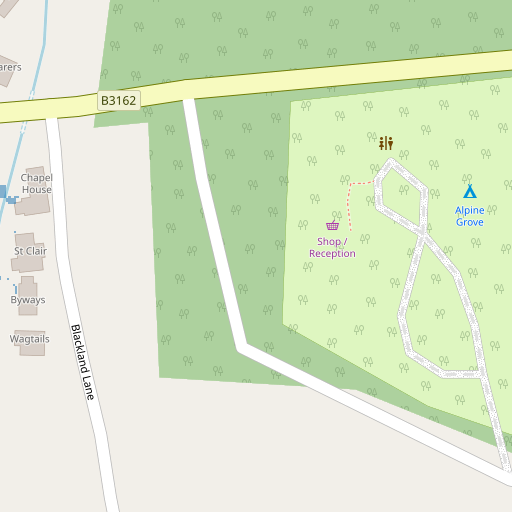 arers
B3162
Chapel
House
Alpine
Grove
St Clair
Shop /
Reception
Byways
Wagtails
Blackland Lane